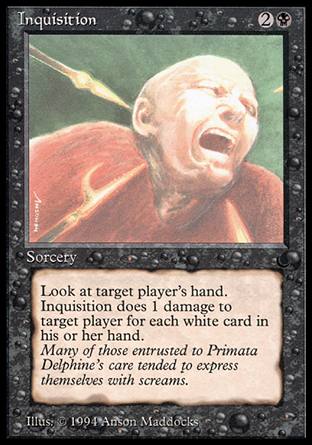 Inquisition 2
ANSON M
Sorcery
Look at target player's hand.
Inquisition does 1 damage to
target player for each white card in
his or her hand.
Many of those entrusted to Primata
Delphine's care tended to express
themselves with screams.
Illus. © 1994 Anson Maddocks